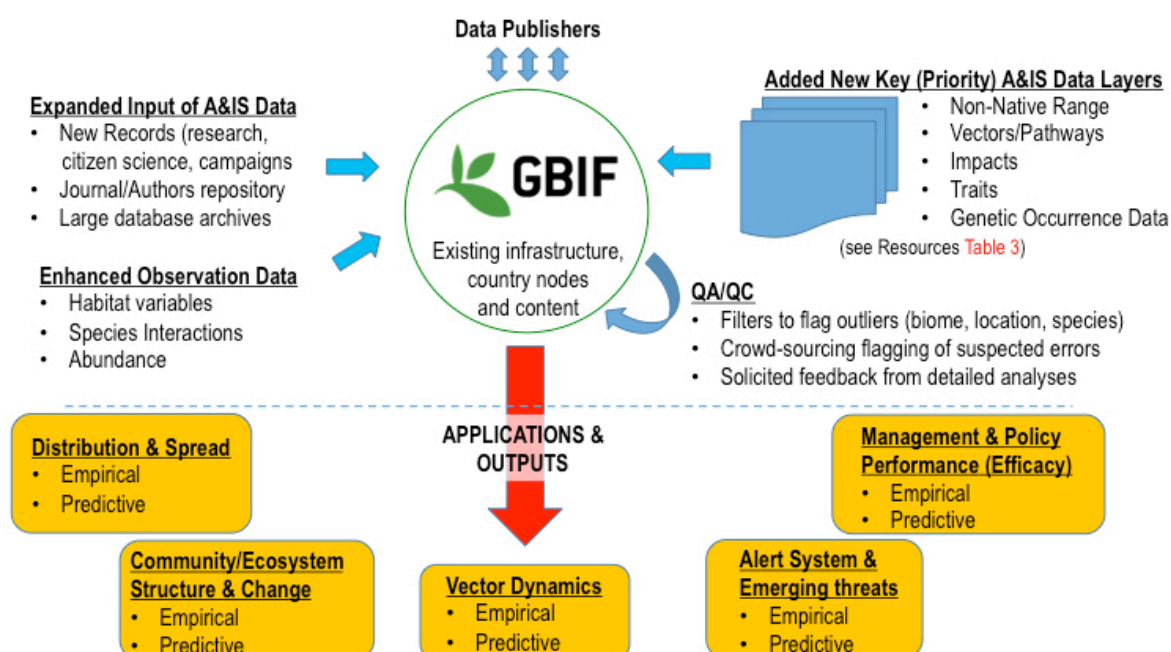 Data Publishers
Expanded Input of A&IS Data
• New Records (research,
citizen science, campaigns
• Journal/Authors repository
• Large database archives
Enhanced Observation Data
• Habitat variables
• Species Interactions
• Abundance
GBIF
Existing infrastructure,
country nodes
and content
Added New Key (Priority) A&IS Data Layers
• Non-Native Range
• Vectors/Pathways
• Impacts
• Traits
• Genetic Occurrence Data
(see Resources Table 3)
QA/QC
• Filters to flag outliers (biome, location, species)
• Crowd-sourcing flagging of suspected errors
• Solicited feedback from detailed analyses
APPLICATIONS &
OUTPUTS
Distribution & Spread
• Empirical
• Predictive
Community/Ecosystem
Structure & Change
• Empirical
• Predictive
Vector Dynamics
• Empirical
• Predictive
Alert System &
Emerging threats
• Empirical
• Predictive
Management & Policy
Performance (Efficacy)
• Empirical
• Predictive